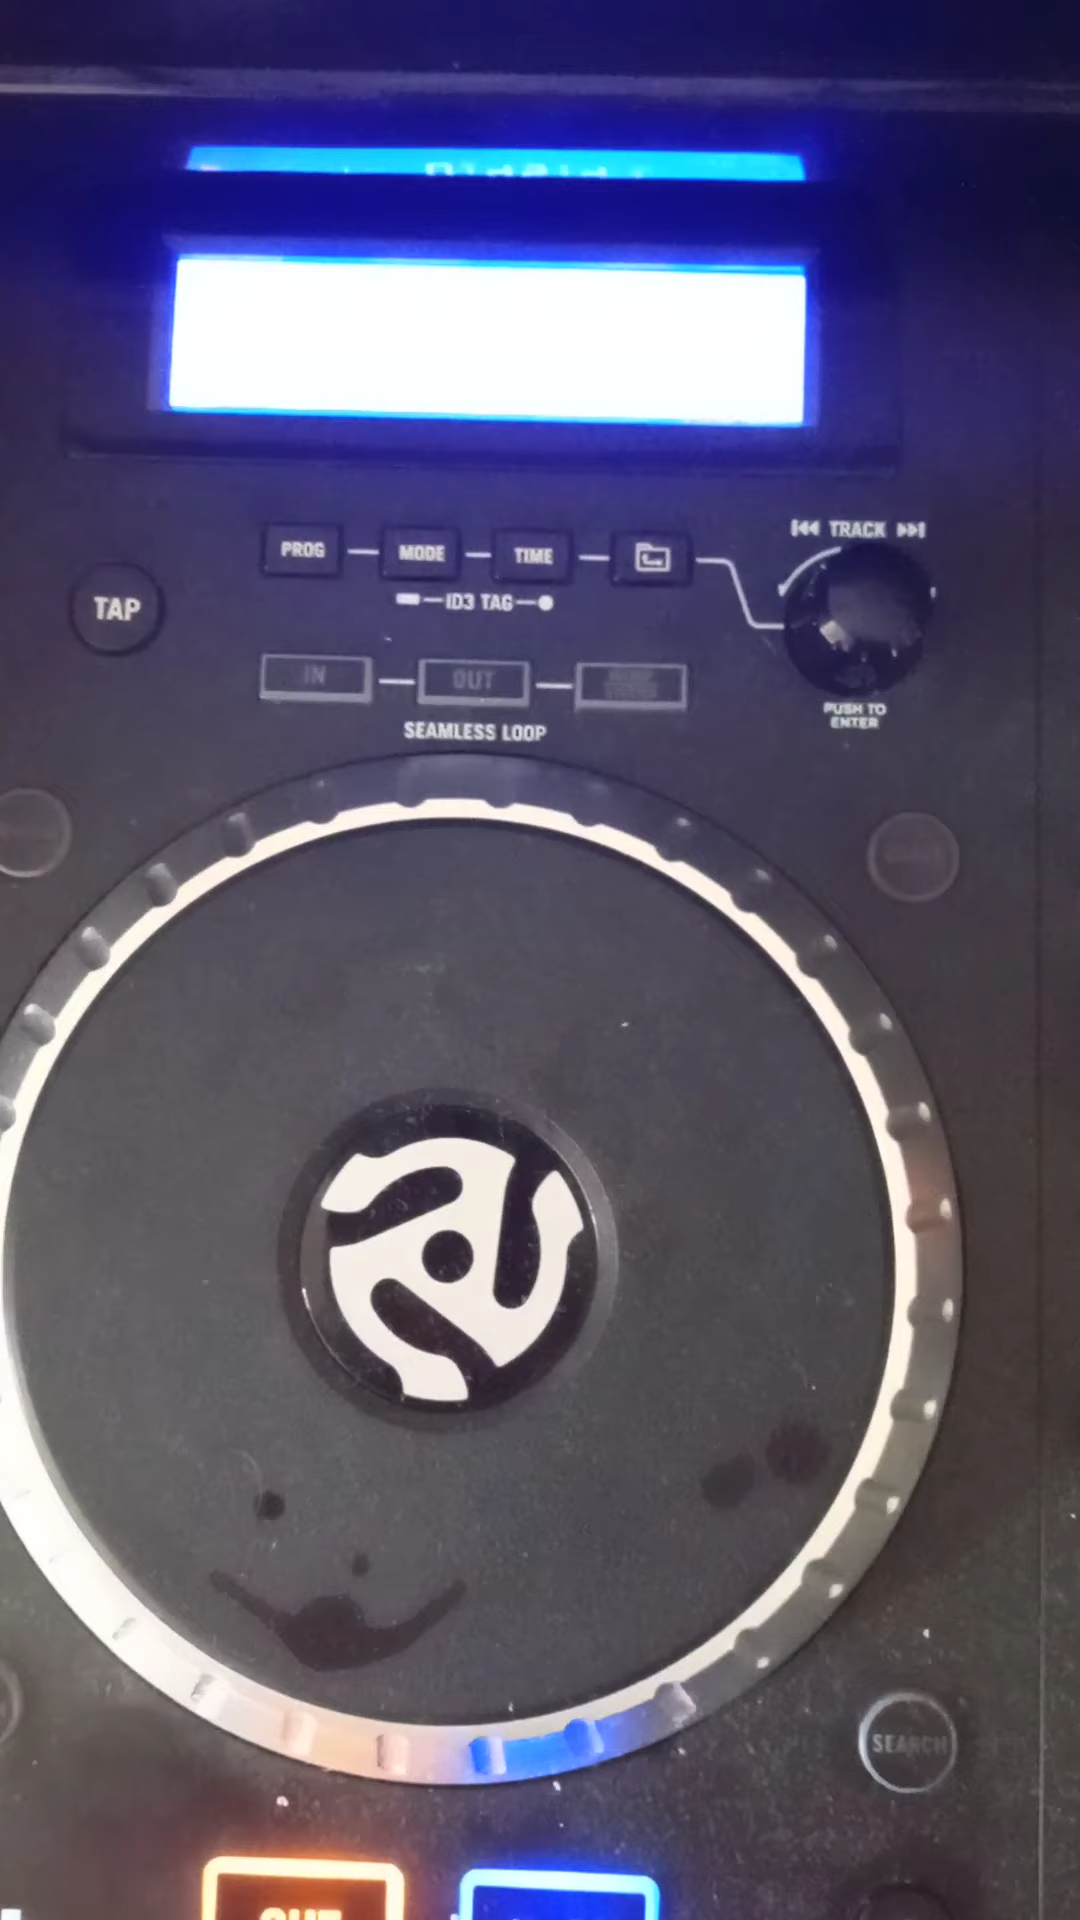 PROG
MODE
TIME
TRACK
TAP
ID3 TAG
IN
OUT
PUSH TO
ENTER
SEAMLESS LOOP
SEARCH